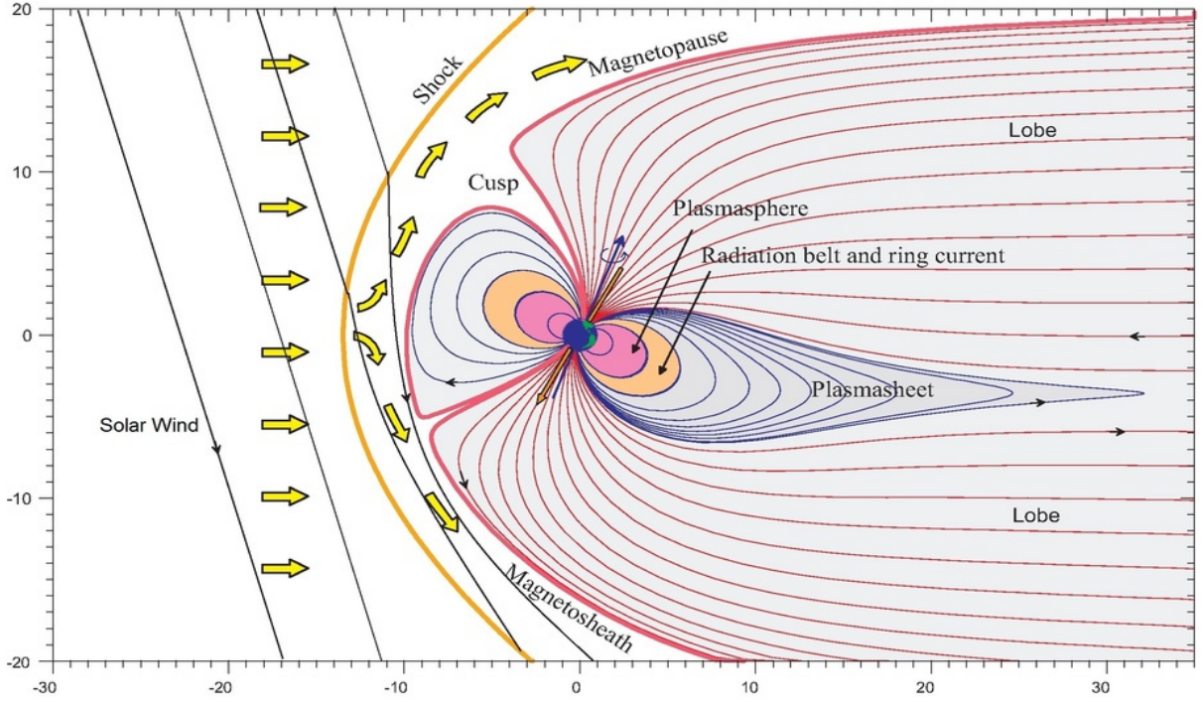 20
10
0
-10
-20
-30
-20
-10
0
10
20
30
Shock
Magnetopause
Lobe
Cusp
Plasmasphere
Radiation belt and ring current
Plasmasheet
Solar Wind
Lobe
Magnetosheath